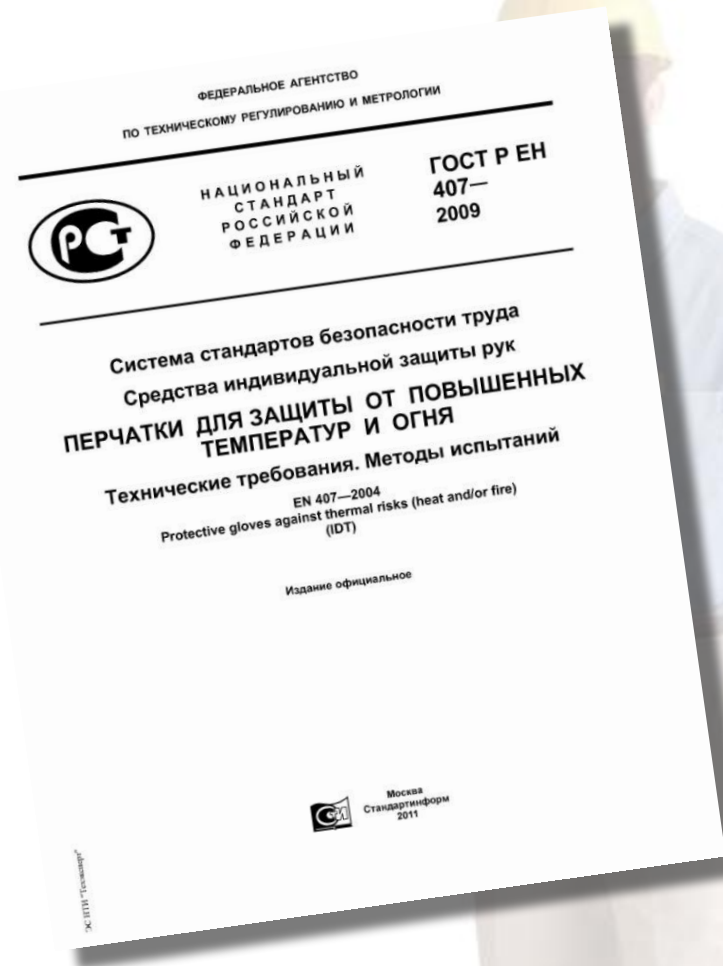 ФЕДЕРАЛЬНОЕ АГЕНТСТВО
ПО ТЕХНИЧЕСКОМУ РЕГУЛИРОВАНИЮ И МЕТРОЛОГИИ
РСТ
НАЦИОНАЛЬНЫЙ
СТАНДАРТ
РОССИЙСКОЙ
ФЕДЕРАЦИИ
ГОСТ Р ЕН
407—
2009
Система стандартов безопасности труда
Средства индивидуальной защиты рук
ПЕРЧАТКИ ДЛЯ ЗАЩИТЫ ОТ ПОВЫШЕННЫХ
ТЕМПЕРАТУР И ОГНЯ
Технические требования. Методы испытаний
EN 407—2004
Protective gloves against thermal risks (heat and/or fire)
(IDT)
Издание официальное
Москва
Стандартинформ
2011